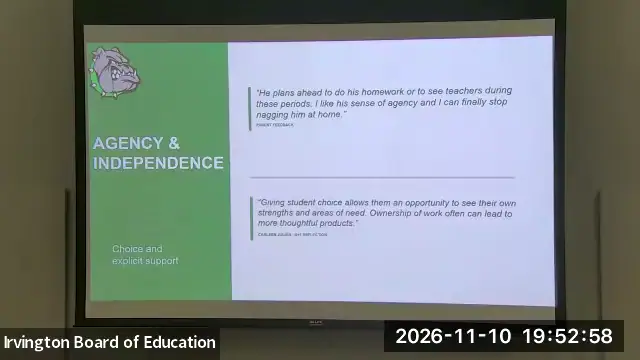 AGENCY &
INDEPENDENCE
Choice and
explicit support
"He plans ahead to do his homework or to see teachers during
these periods. I like his sense of agency and I can finally stop
nagging him at home."
PARENT FEEDBACK
"Giving student choice allows them an opportunity to see their own
strengths and areas of need. Ownership of work often can lead to
more thoughtful products."
Irvington Board of Education
2026-11-10 19:52:58